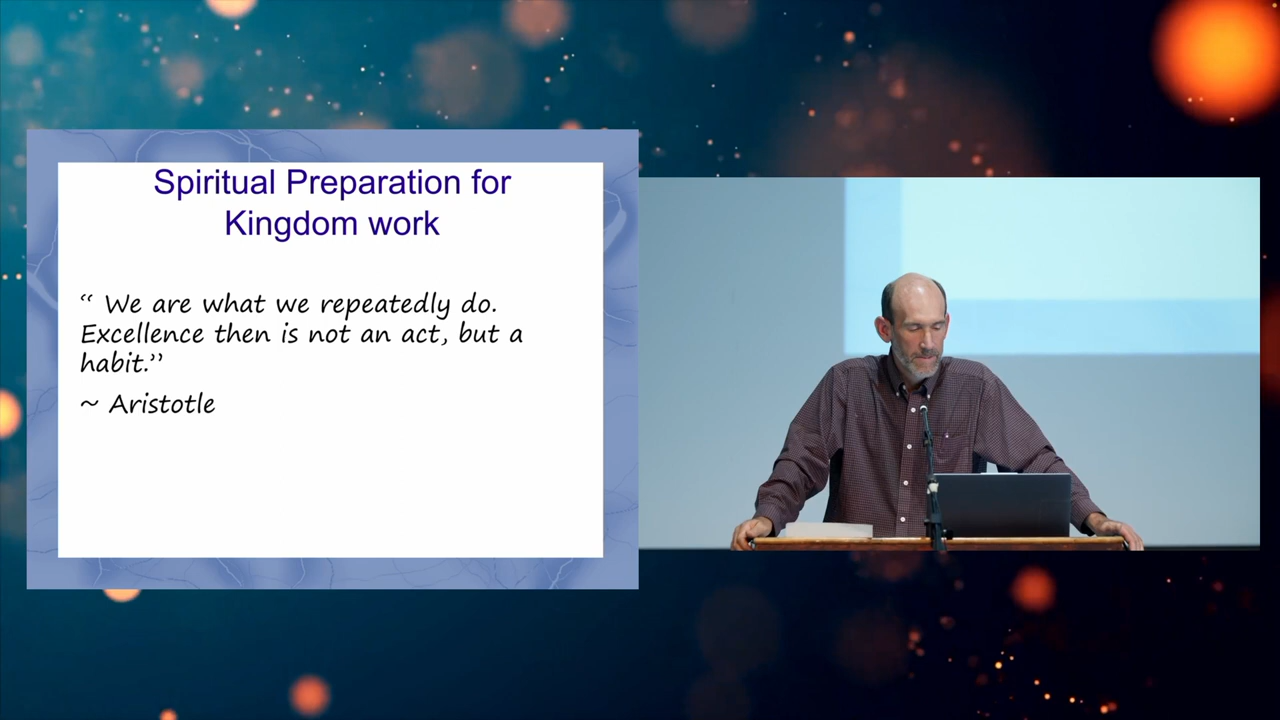 Spiritual Preparation for
Kingdom work
“ We are what we repeatedly do.
Excellence then is not an act, but a
habit.”
~ Aristotle